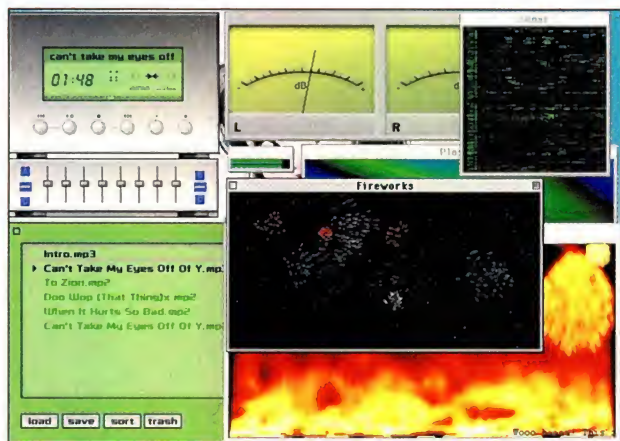 can't take my eyes off
01:48
dB
L
dB
R
Pla
Fireworks
Intro.mp3
Can't Take My Eyes Off Of Y.mp
To Zion.mp2
Doo Wop (That Thing)x mp2
When It Hurts So Bad.mp2
Can't Take My Eyes Off Of Y.mp
load save sort trash